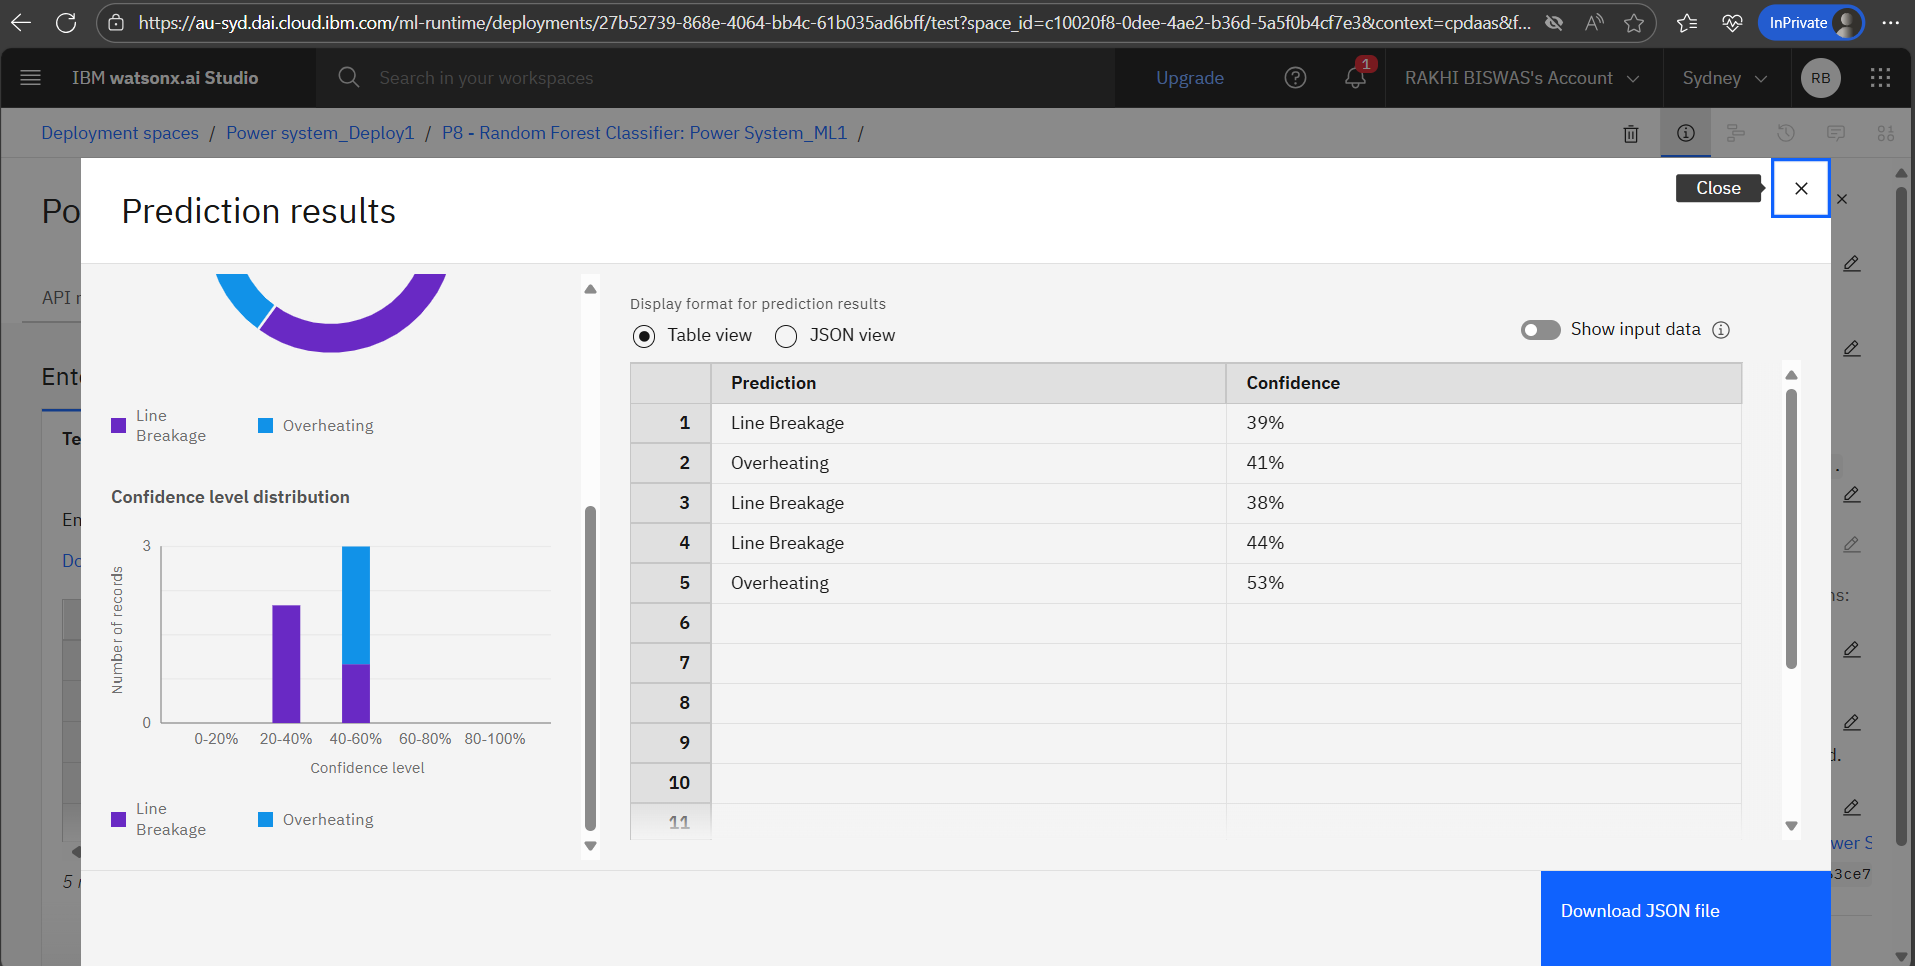 https://au-syd.dai.cloud.ibm.com/ml-runtime/deployments/27b52739-868e-4064-bb4c-61b035ad6bff/test?space_id=c10020f8-0dee-4ae2-b36d-5a5f0b4cf7e3&context=cpdaas&f...
InPrivate
IBM watsonx.ai Studio
Search in your workspaces
Upgrade
1
RAKHI BISWAS's Account
Sydney
RB
Deployment spaces / Power system_Deploy1 / P8 - Random Forest Classifier: Power System_ML1 /
Po
Prediction results
Close
API r
Ente
Te
En
Do
5 r
Line
Breakage
Overheating
Confidence level distribution
Number of records
3
0
0-20% 20-40% 40-60% 60-80% 80-100%
Confidence level
Line
Breakage
Overheating
Display format for prediction results
Table view JSON view
Show input data
Prediction Confidence
1 Line Breakage 39%
2 Overheating 41%
3 Line Breakage 38%
4 Line Breakage 44%
5 Overheating 53%
6
7
8
9
10
11
s:
d.
wer S
3ce7
Download JSON file